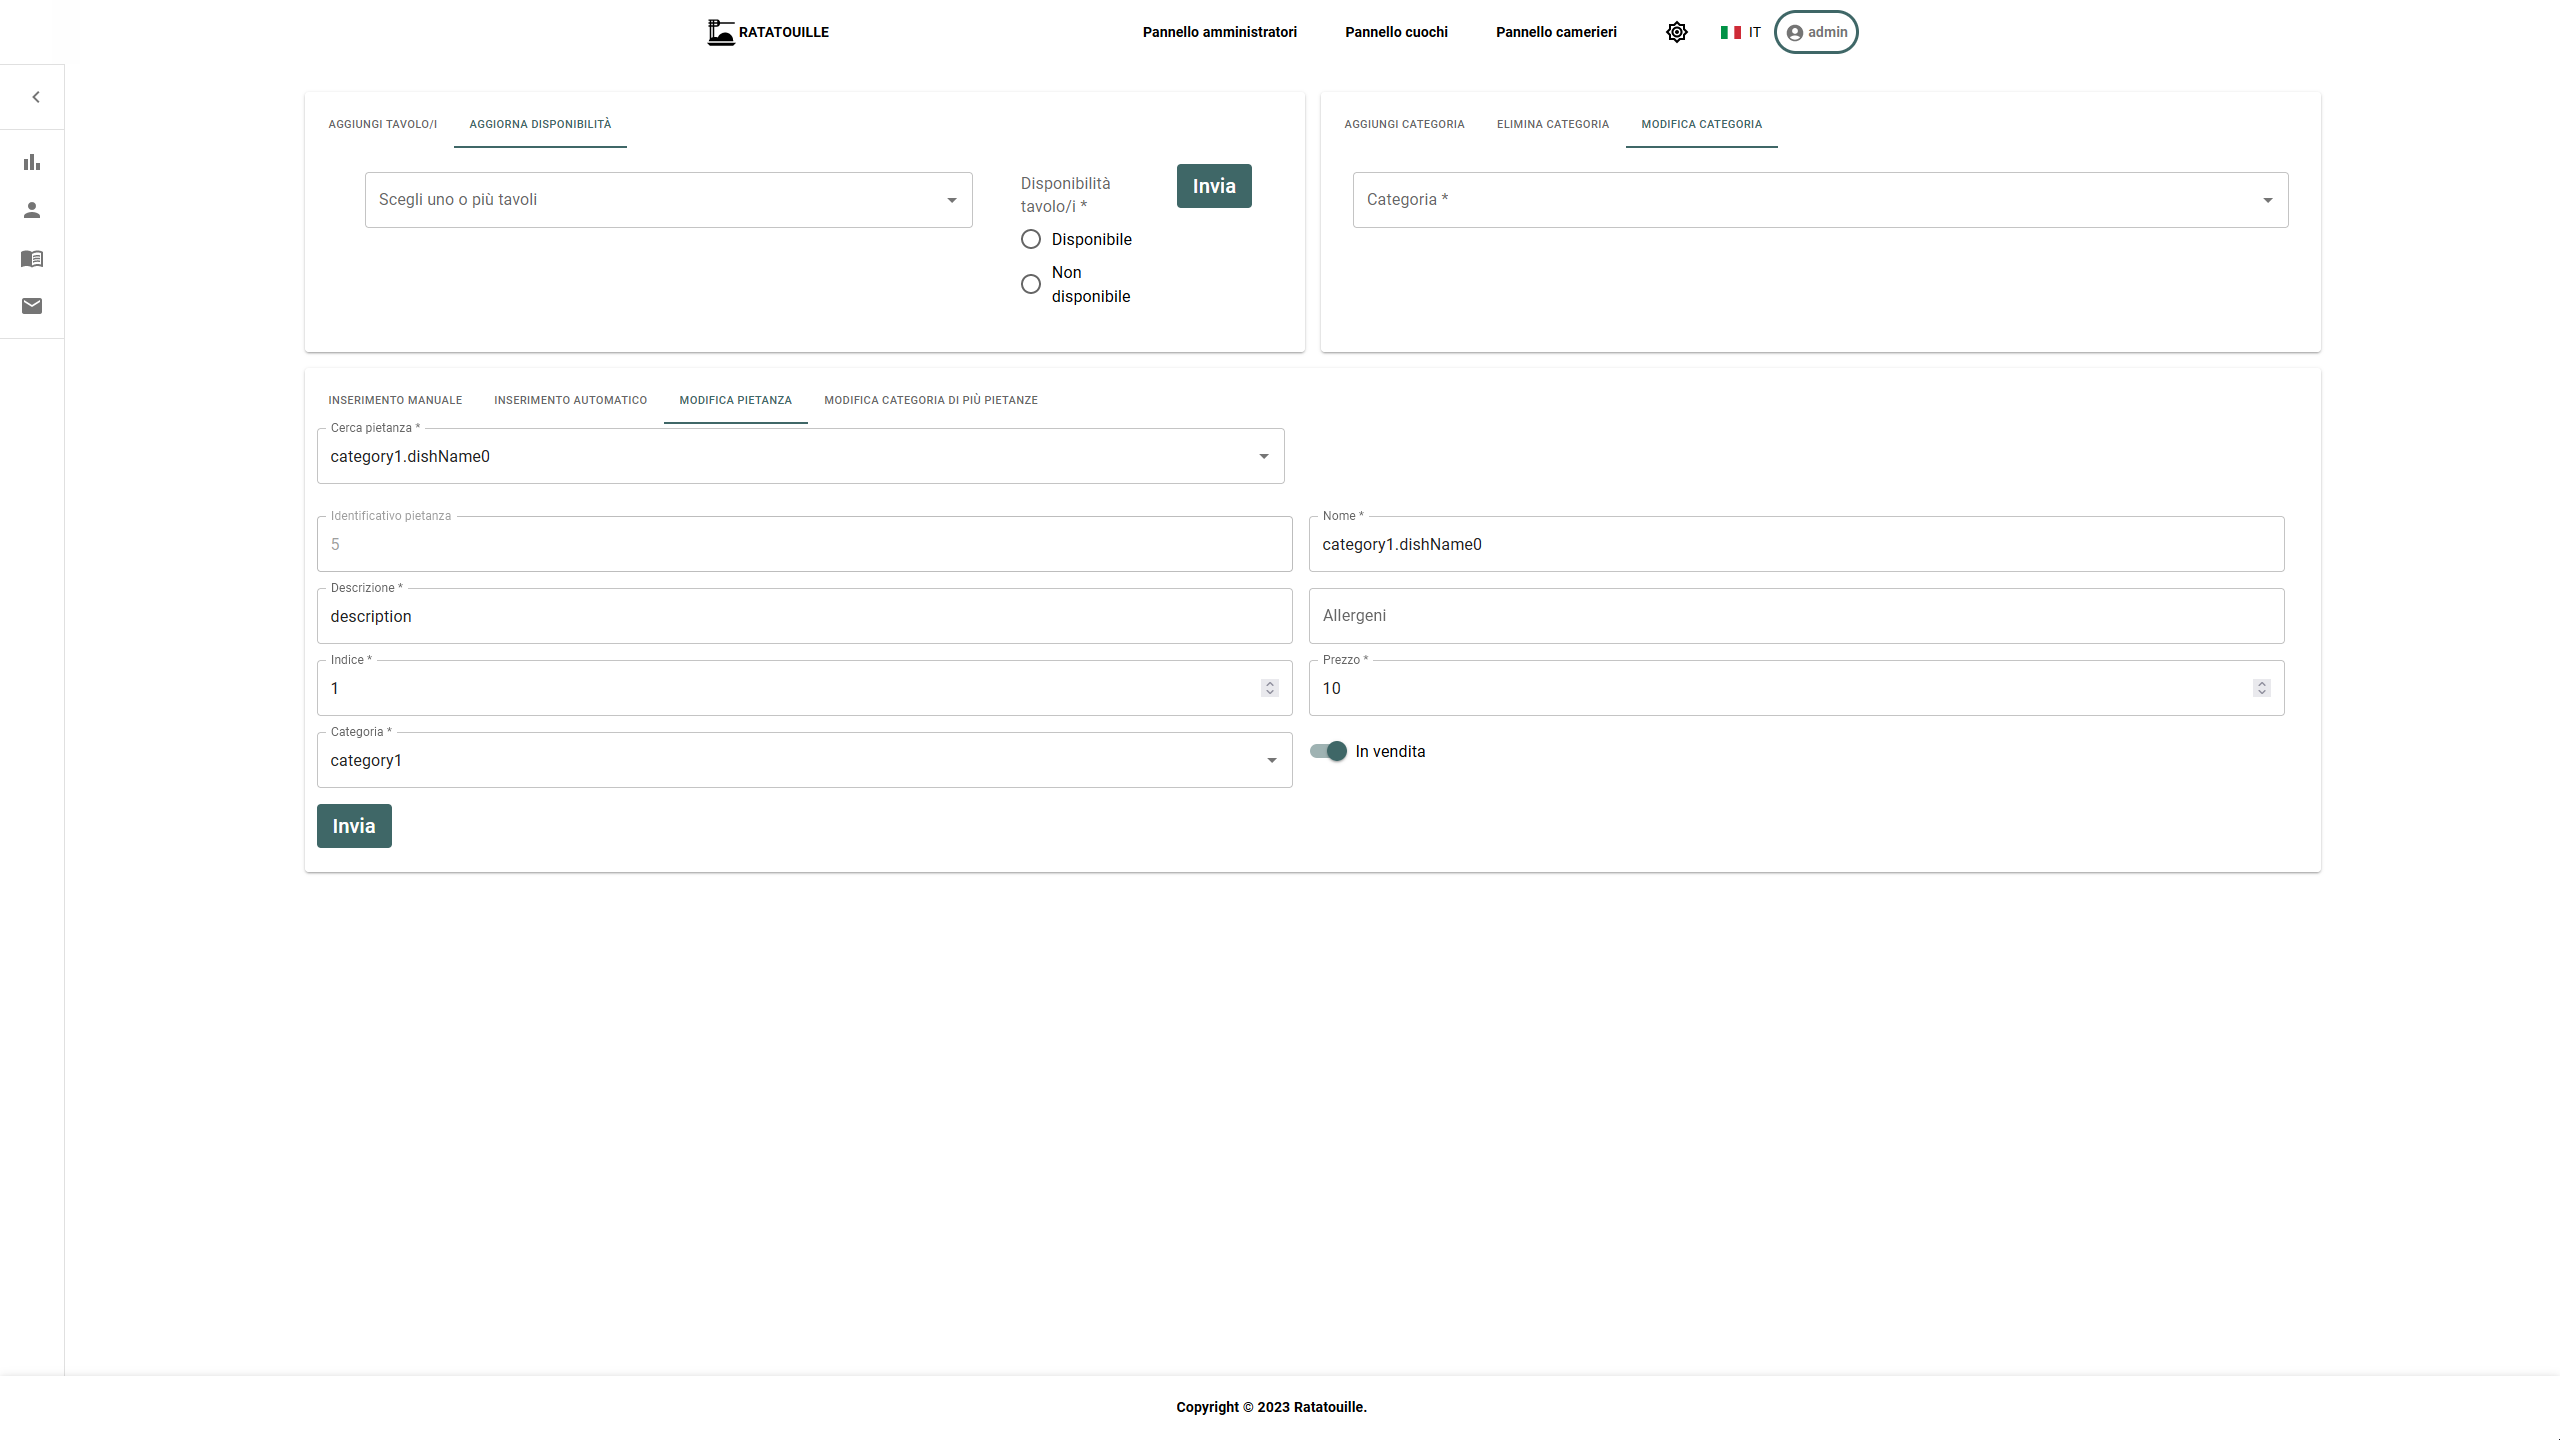 RATATOUILLE
Pannello amministratori
Pannello cuochi
Pannello camerieri
IT
admin
AGGIUNGI TAVOLO/I
AGGIORNA DISPONIBILITÀ
Scegli uno o più tavoli
Disponibilità
tavolo/i *
Disponibile
Non
disponibile
Invia
AGGIUNGI CATEGORIA
ELIMINA CATEGORIA
MODIFICA CATEGORIA
Categoria *
INSERIMENTO MANUALE
INSERIMENTO AUTOMATICO
MODIFICA PIETANZA
MODIFICA CATEGORIA DI PIÙ PIETANZE
Cerca pietanza *
category1.dishName0
Identificativo pietanza
5
Nome *
category1.dishName0
Descrizione *
description
Allergeni
Indice *
1
Prezzo *
10
Categoria *
category1
In vendita
Invia
Copyright © 2023 Ratatouille.